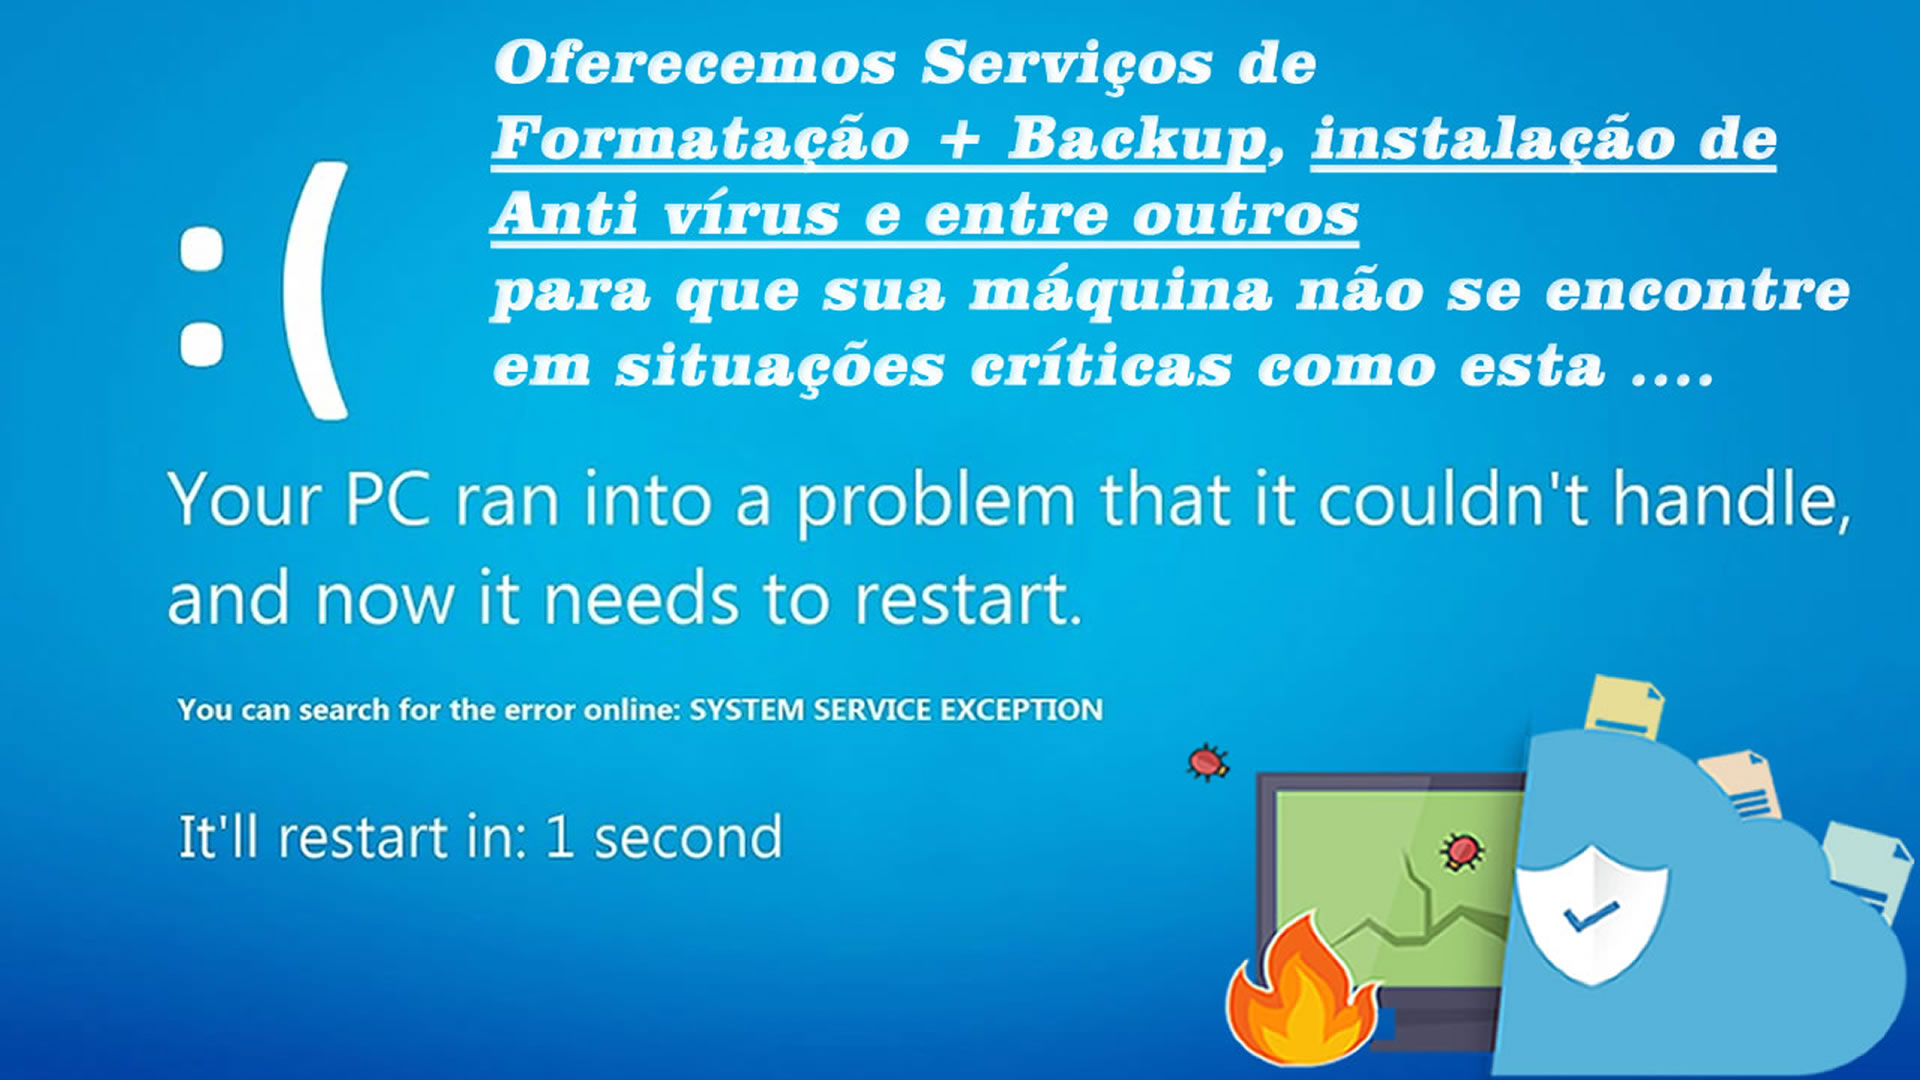 Oferecemos Serviços de
Formatação + Backup, instalação de
Anti vírus e entre outros
para que sua máquina não se encontre
em situações críticas como esta ....
:(
Your PC ran into a problem that it couldn't handle,
and now it needs to restart.
You can search for the error online: SYSTEM SERVICE EXCEPTION
It'll restart in: 1 second